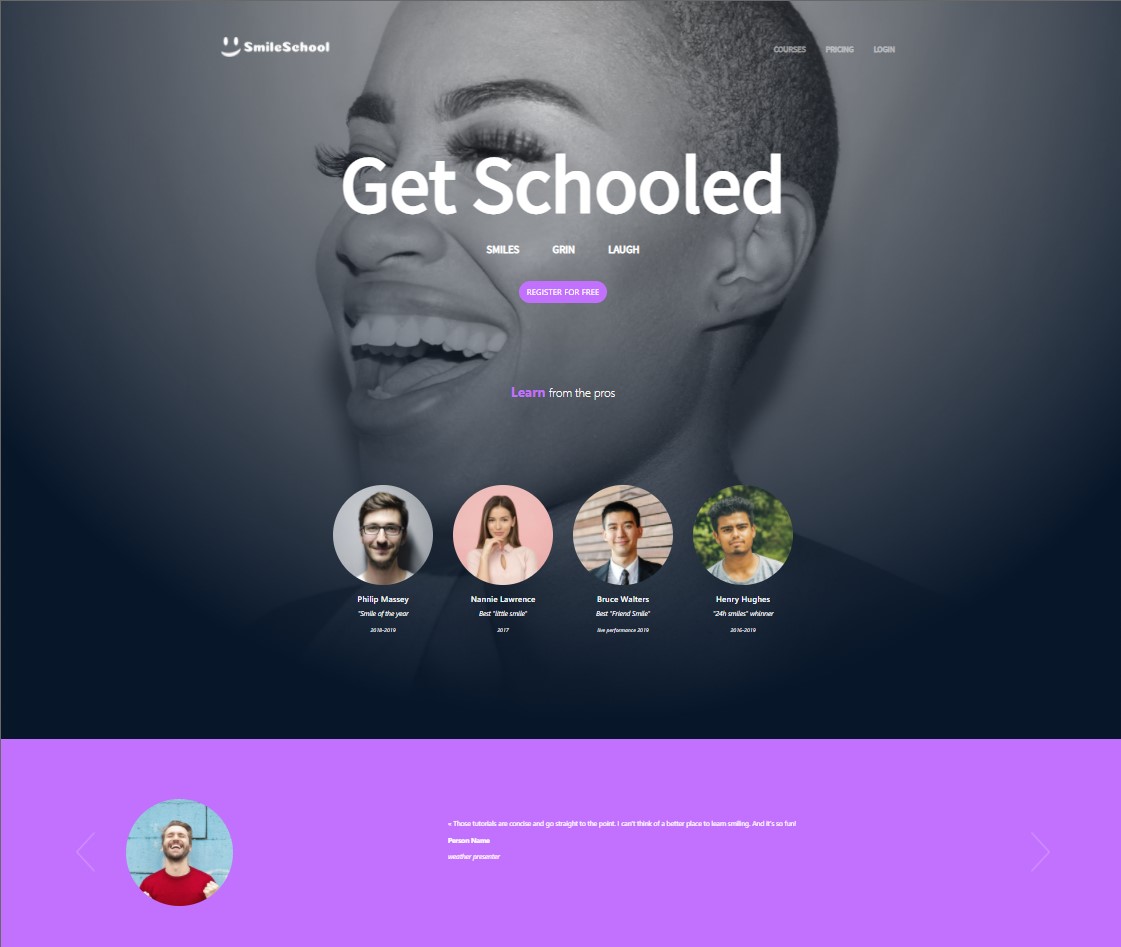 SmileSchool
COURSES PRICING LOGIN
Get Schooled
SMILES GRIN LAUGH
REGISTER FOR FREE
Learn from the pros
Philip Massey Nannie Lawrence Bruce Walters Henry Hughes
"Smile of the year Best "little smile" Best "Friend Smile" "24h smiles" whinner
2018-2019 2017 live performance 2019 2016-2019
« Those tutorials are concise and go straight to the point. I can't think of a better place to learn smiling. And it's so fun!
Person Name
weather presenter